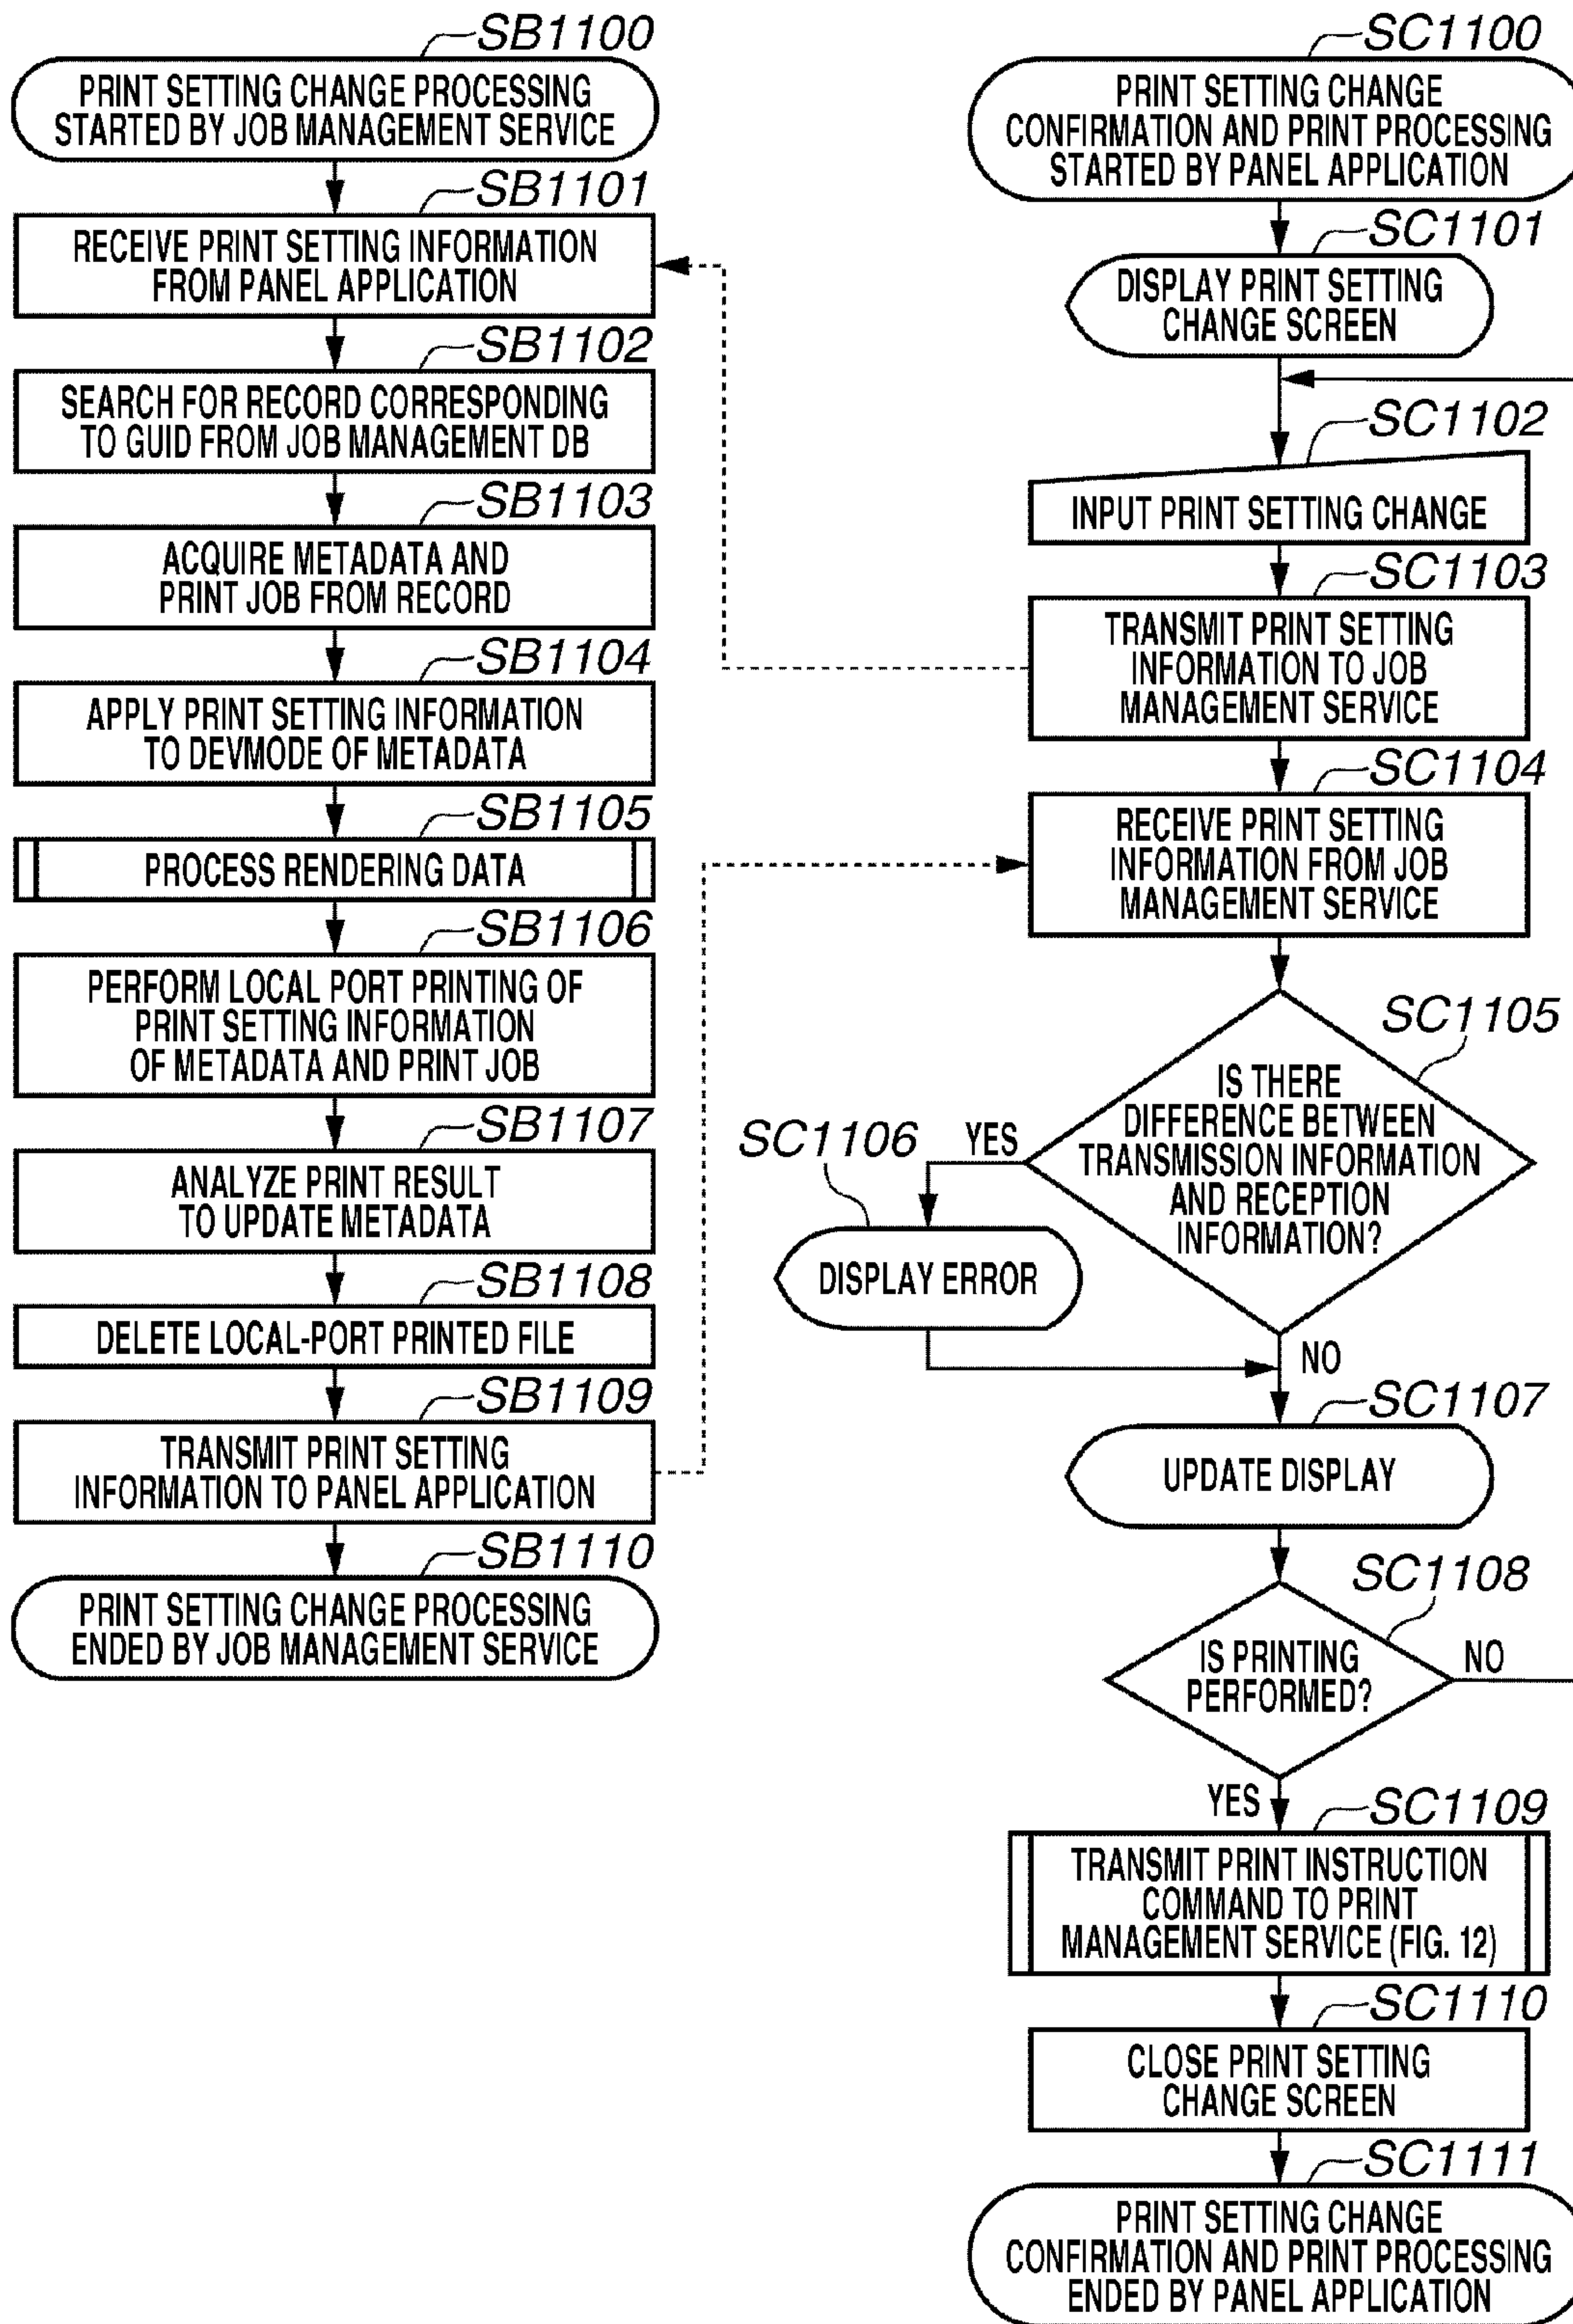 SB1100
PRINT SETTING CHANGE PROCESSING
STARTED BY JOB MANAGEMENT SERVICE
SB1101
RECEIVE PRINT SETTING INFORMATION
FROM PANEL APPLICATION
SB1102
SEARCH FOR RECORD CORRESPONDING
TO GUID FROM JOB MANAGEMENT DB
SB1103
ACQUIRE METADATA AND
PRINT JOB FROM RECORD
SB1104
APPLY PRINT SETTING INFORMATION
TO DEVMODE OF METADATA
SB1105
PROCESS RENDERING DATA
SB1106
PERFORM LOCAL PORT PRINTING OF
PRINT SETTING INFORMATION
OF METADATA AND PRINT JOB
SB1107
ANALYZE PRINT RESULT
TO UPDATE METADATA
SB1108
DELETE LOCAL-PORT PRINTED FILE
SB1109
TRANSMIT PRINT SETTING
INFORMATION TO PANEL APPLICATION
SB1110
PRINT SETTING CHANGE PROCESSING
ENDED BY JOB MANAGEMENT SERVICE
SC1100
PRINT SETTING CHANGE
CONFIRMATION AND PRINT PROCESSING
STARTED BY PANEL APPLICATION
SC1101
DISPLAY PRINT SETTING
CHANGE SCREEN
SC1102
INPUT PRINT SETTING CHANGE
SC1103
TRANSMIT PRINT SETTING
INFORMATION TO JOB
MANAGEMENT SERVICE
SC1104
RECEIVE PRINT SETTING
INFORMATION FROM JOB
MANAGEMENT SERVICE
SC1105
IS THERE
DIFFERENCE BETWEEN
TRANSMISSION INFORMATION
AND RECEPTION
INFORMATION?
YES
SC1106
DISPLAY ERROR
NO
SC1107
UPDATE DISPLAY
SC1108
IS PRINTING
PERFORMED?
NO
YES
SC1109
TRANSMIT PRINT INSTRUCTION
COMMAND TO PRINT
MANAGEMENT SERVICE (FIG. 12)
SC1110
CLOSE PRINT SETTING
CHANGE SCREEN
SC1111
PRINT SETTING CHANGE
CONFIRMATION AND PRINT PROCESSING
ENDED BY PANEL APPLICATION